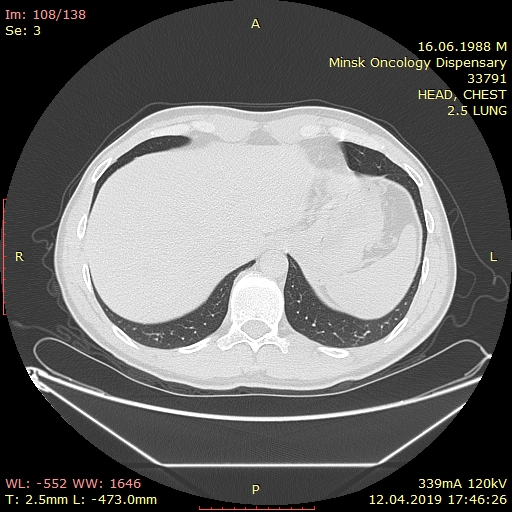 Im: 108/138
Se: 3
A
16.06.1988 M
Minsk Oncology Dispensary
33791
HEAD, CHEST
2.5 LUNG
R
L
WL: -552 WW: 1646
T: 2.5mm L: -473.0mm
P
339mA 120kV
12.04.2019 17:46:26